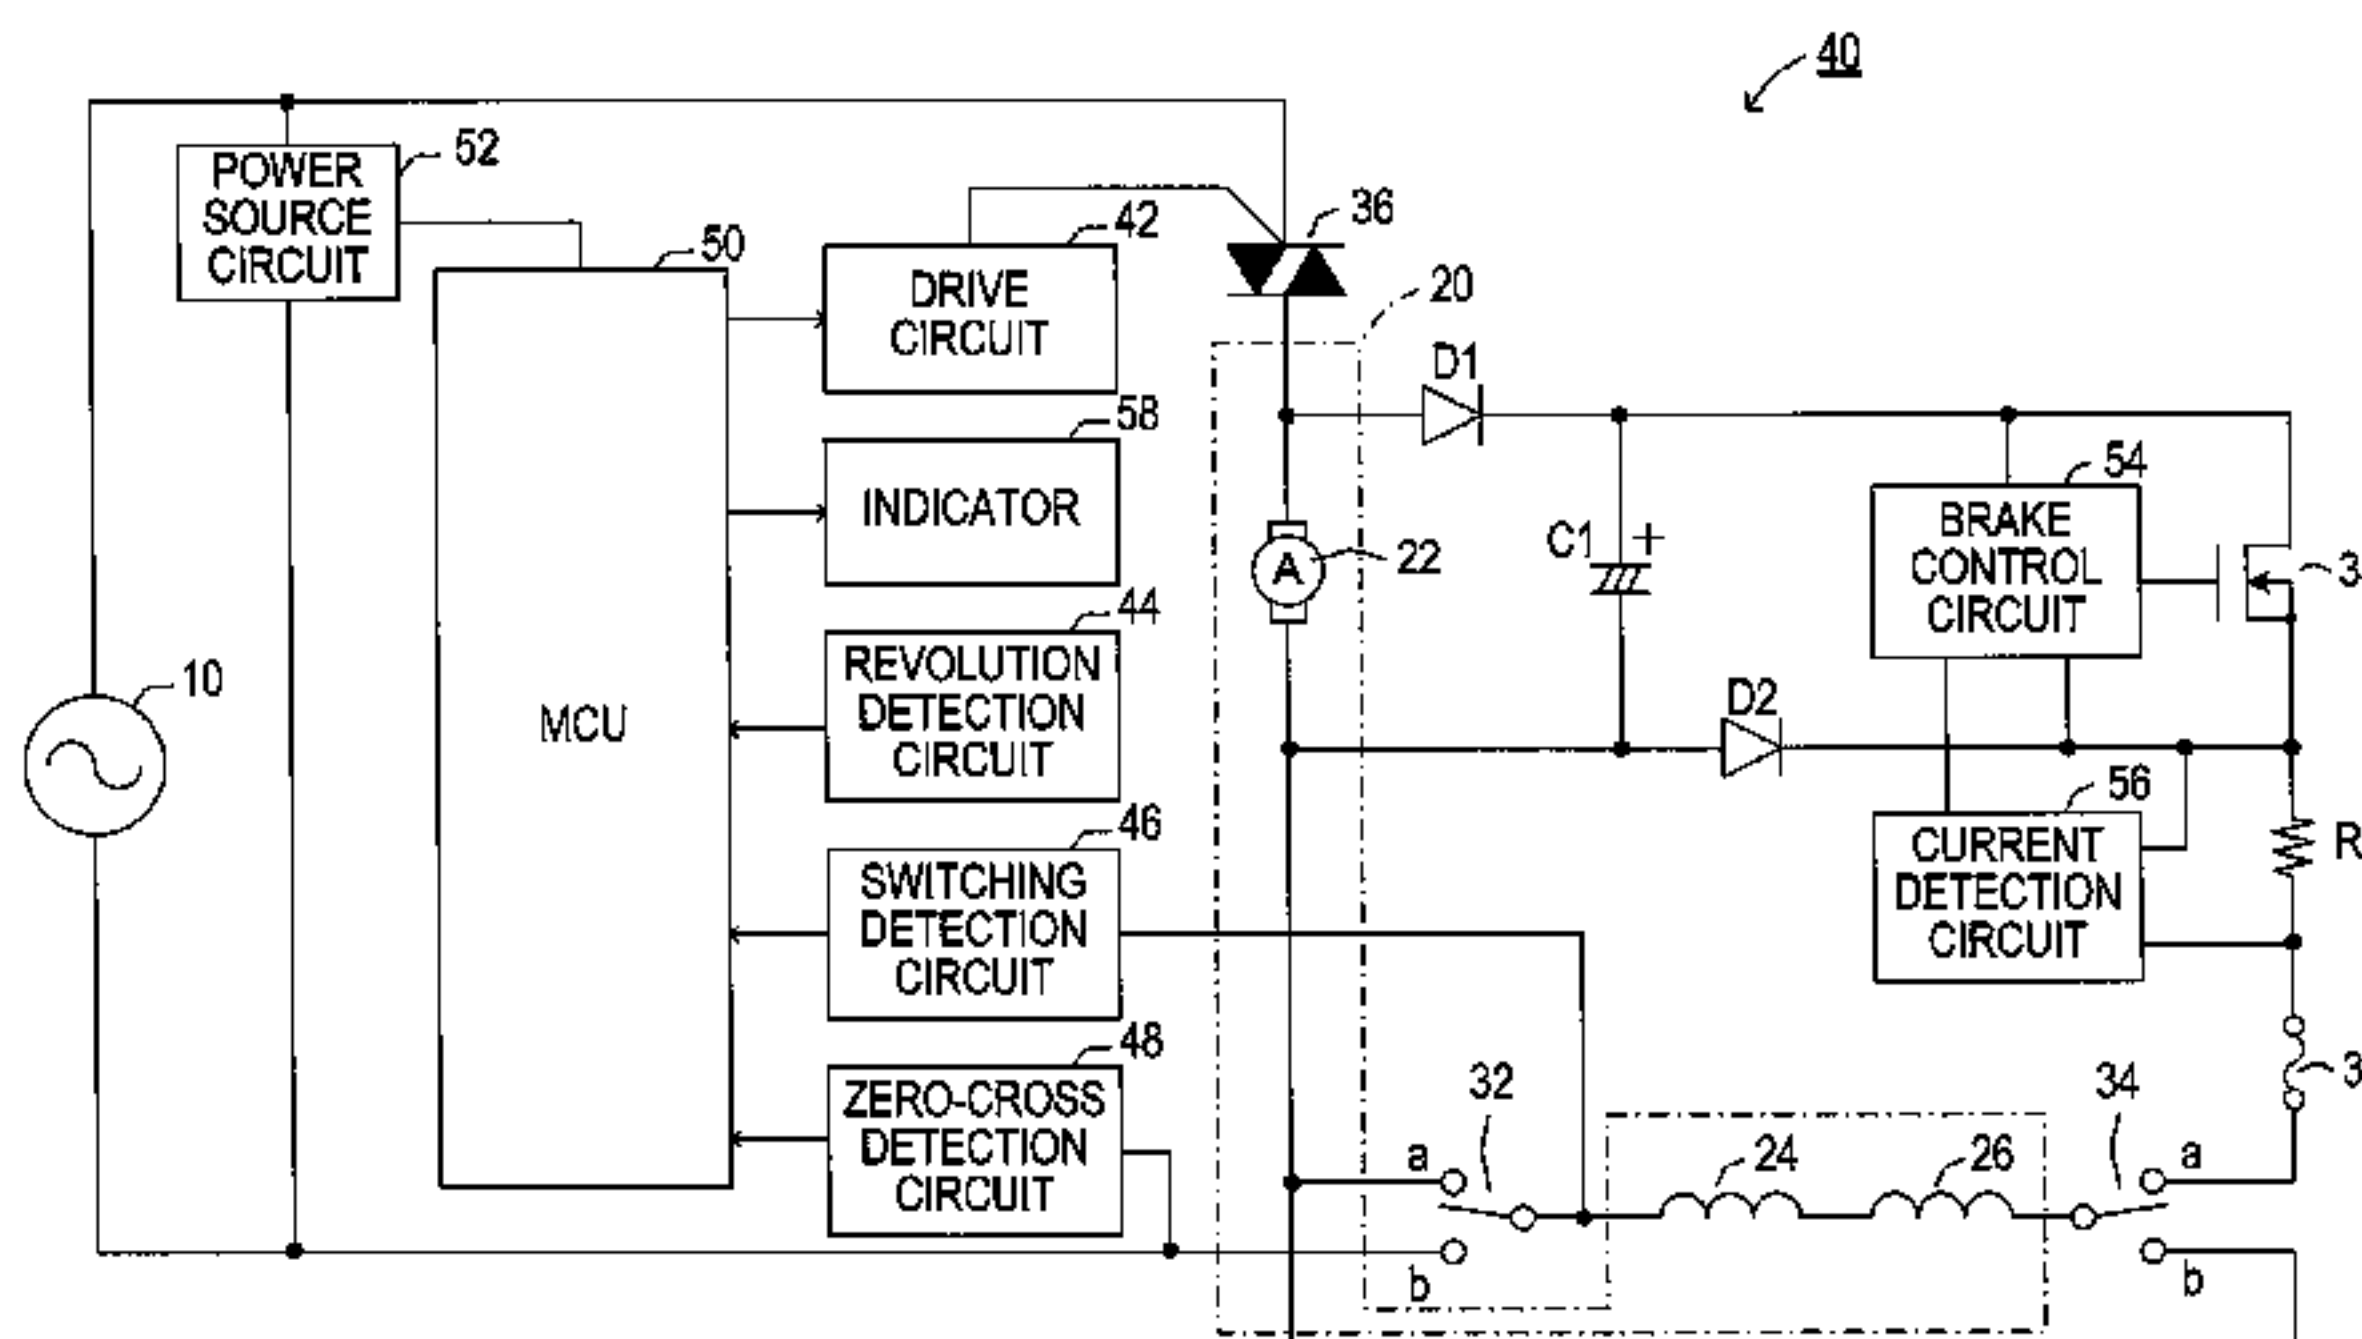 40
POWER
SOURCE
CIRCUIT
52
50
MCU
42
DRIVE
CIRCUIT
36
20
58
INDICATOR
D1
54
BRAKE
CONTROL
CIRCUIT
C1 +
A
22
3
44
REVOLUTION
DETECTION
CIRCUIT
10
D2
56
CURRENT
DETECTION
CIRCUIT
R
46
SWITCHING
DETECTION
CIRCUIT
48
ZERO-CROSS
DETECTION
CIRCUIT
32
34
3
a
24
26
a
b
b